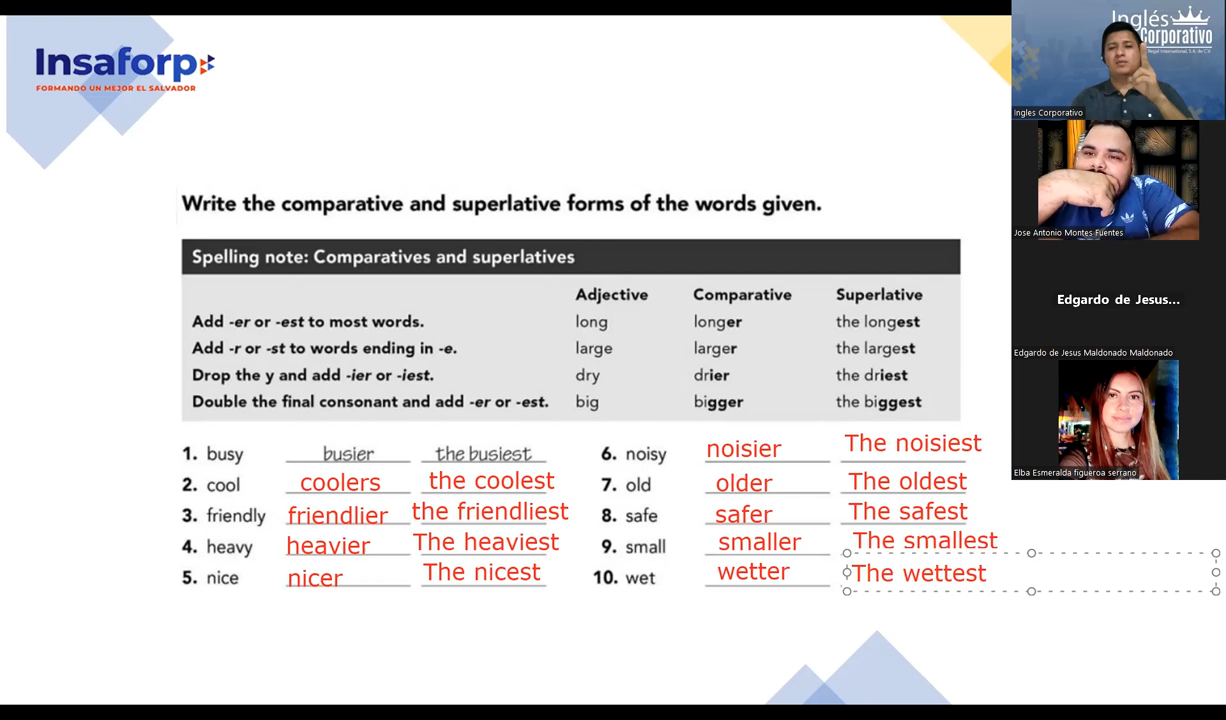 Insaforp
FORMANDO UN MEJOR EL SALVADOR
Write the comparative and superlative forms of the words given.
Spelling note: Comparatives and superlatives
Adjective Comparative Superlative
Add -er or -est to most words. long longer the longest
Add -r or -st to words ending in -e. large larger the largest
Drop the y and add -ier or -iest. dry drier the driest
Double the final consonant and add -er or -est. big bigger the biggest
1. busy busier the busiest
2. cool coolers the coolest
3. friendly friendlier the friendliest
4. heavy heavier The heaviest
5. nice nicer The nicest
6. noisy noisier The noisiest
7. old older The oldest
8. safe safer The safest
9. small smaller The smallest
10. wet wetter The wettest
Inglés
Corporativo
Ingles Corporativo
Jose Antonio Montes Fuentes
Edgardo de Jesus...
Edgardo de Jesus Maldonado Maldonado
Elba Esmeralda figueroa serrano